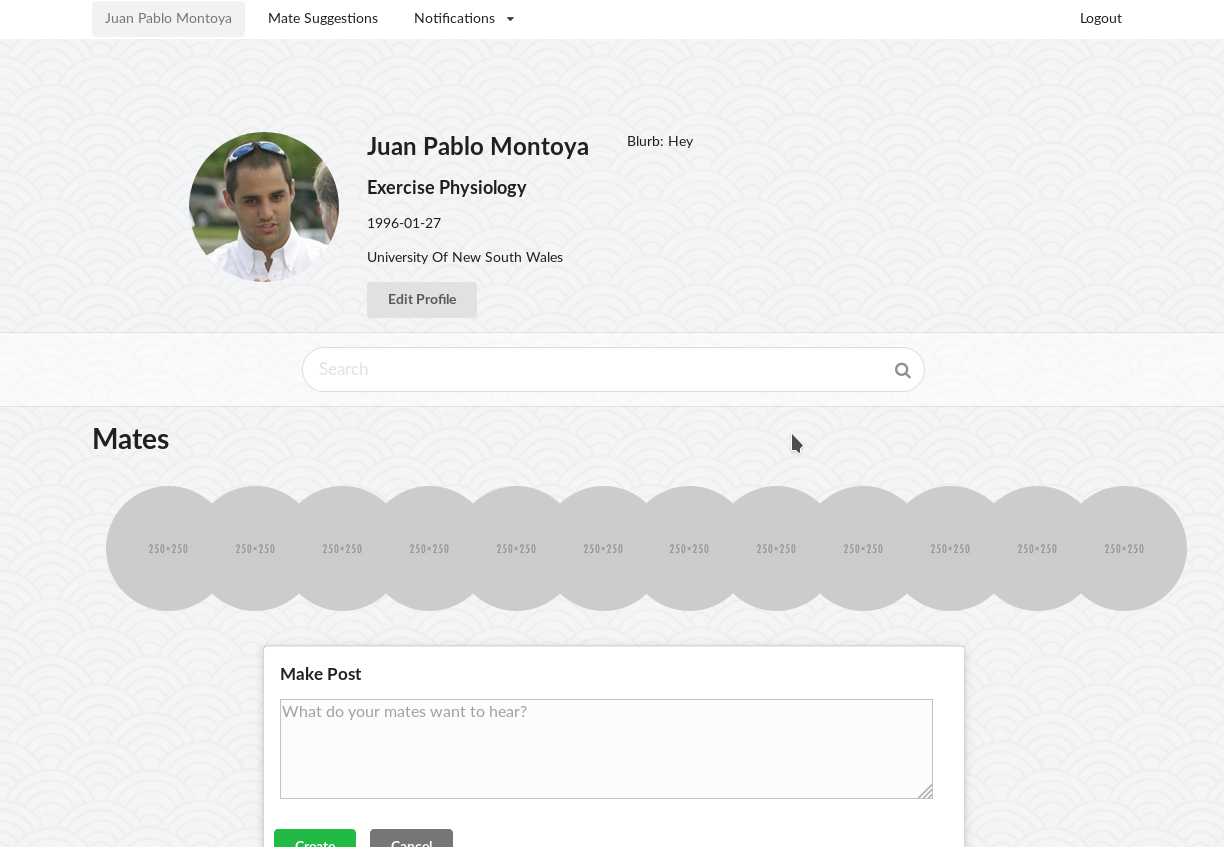 Juan Pablo Montoya Mate Suggestions Notifications Logout
Juan Pablo Montoya
Blurb: Hey
Exercise Physiology
1996-01-27
University Of New South Wales
Edit Profile
Search
Mates
250×250 250×250 250×250 250×250 250×250 250×250 250×250 250×250 250×250 250×250 250×250 250×250
Make Post
What do your mates want to hear?
Create Cancel